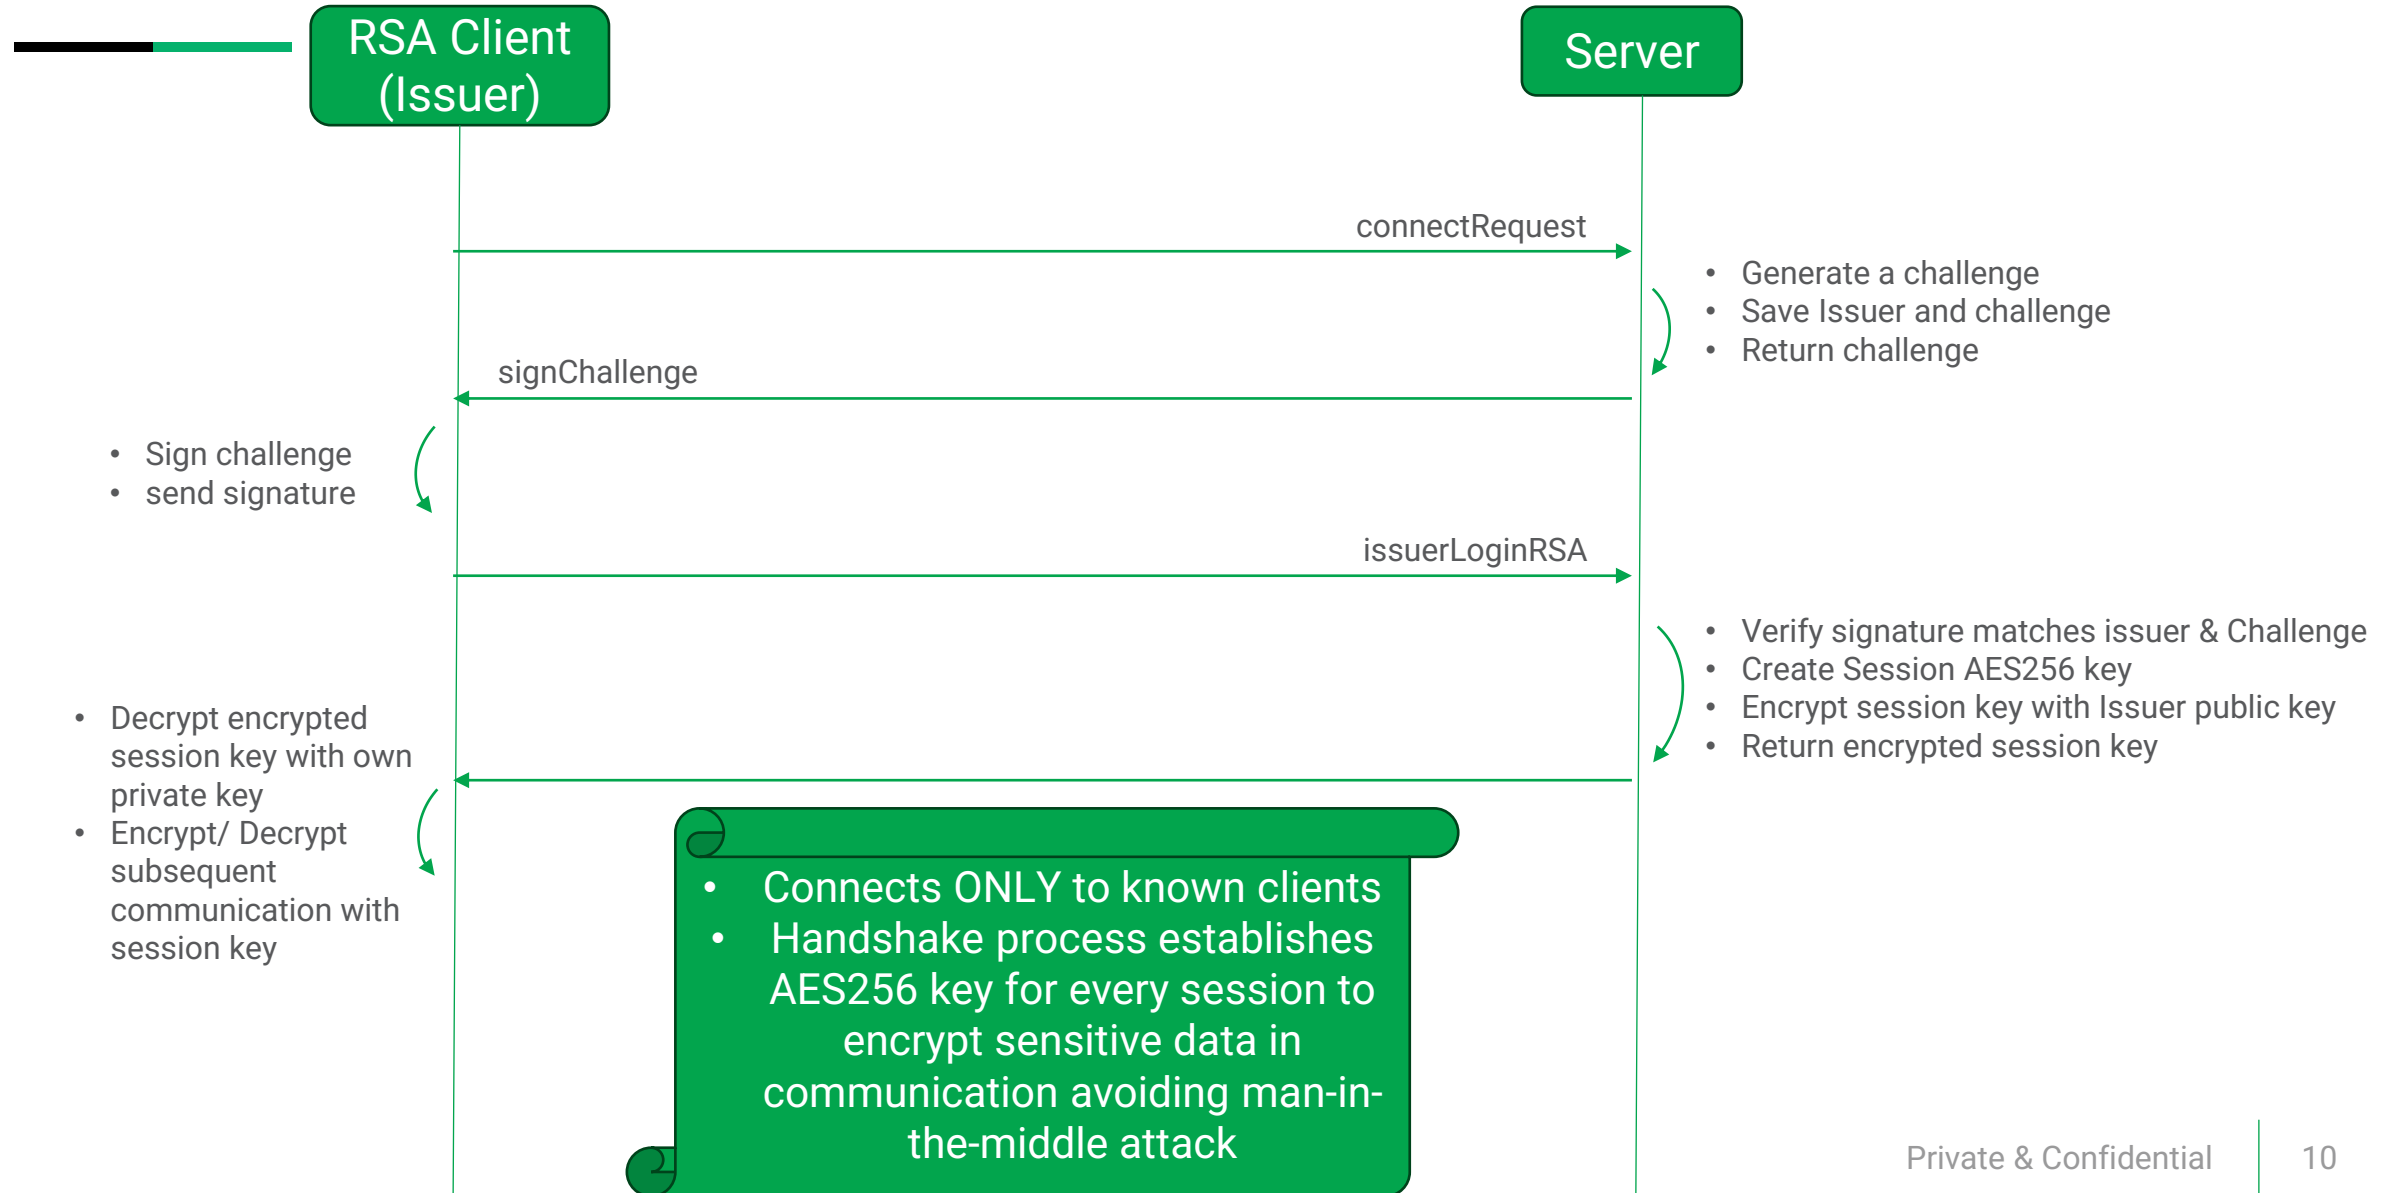 RSA Client
(Issuer)
Server
connectRequest
• Generate a challenge
• Save Issuer and challenge
• Return challenge
signChallenge
• Sign challenge
• send signature
issuerLoginRSA
• Verify signature matches issuer & Challenge
• Create Session AES256 key
• Encrypt session key with Issuer public key
• Return encrypted session key
• Decrypt encrypted
session key with own
private key
• Encrypt/ Decrypt
subsequent
communication with
session key
• Connects ONLY to known clients
• Handshake process establishes
AES256 key for every session to
encrypt sensitive data in
communication avoiding man-in-
the-middle attack
Private & Confidential
10